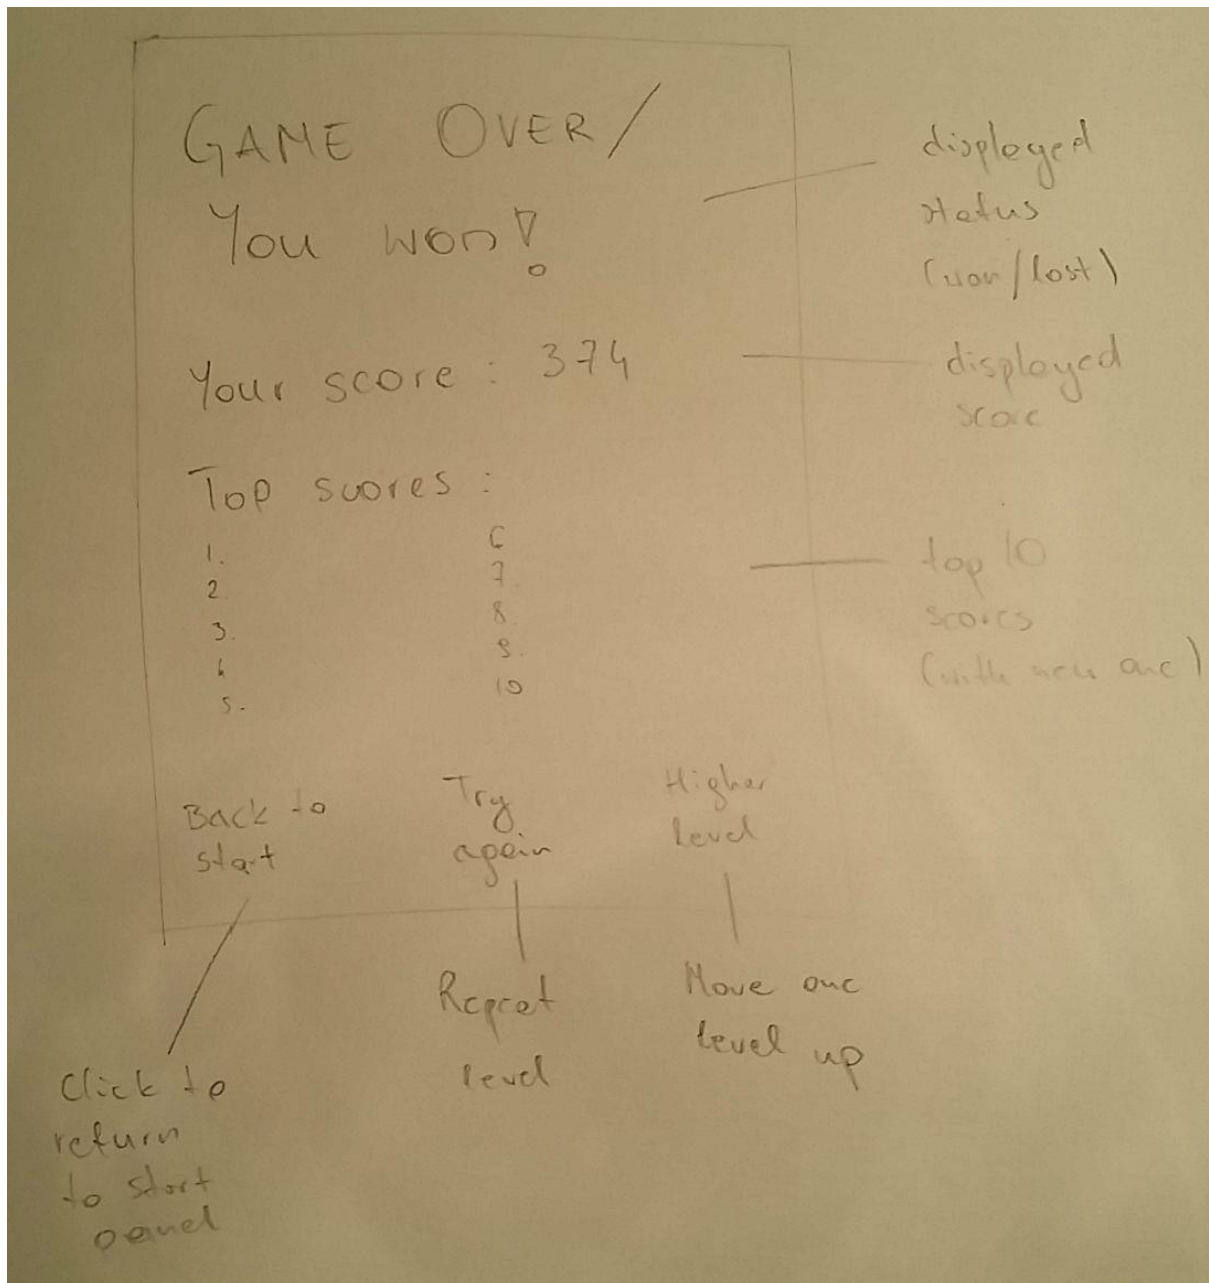 GAME OVER /
You won!
displayed
status
(won/lost)
Your score : 374
displayed
score
Top scores :
1.
2
3.
4
5.
6
7.
8.
9.
10
top 10
scores
(with new one)
Back to
start
Try
again
Higher
level
Click to
return
to start
panel
Repeat
level
Move one
level up